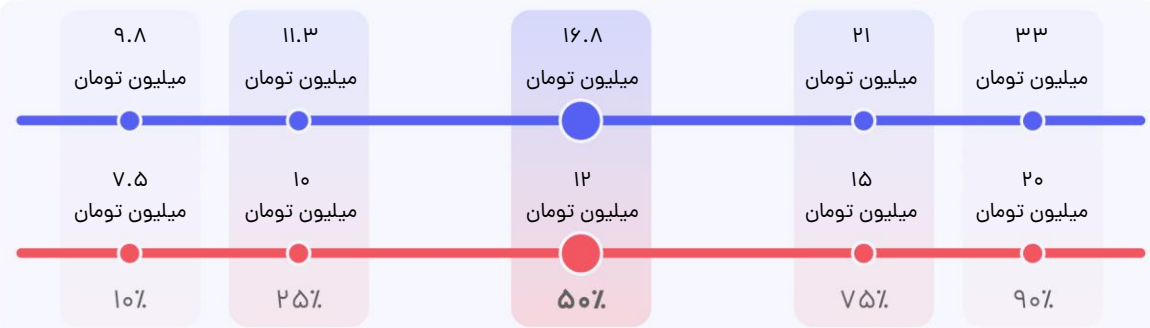 ۹.۸ ۱۱.۳ ۱۶.۸ ۲۱ ۳۳
میلیون تومان میلیون تومان میلیون تومان میلیون تومان میلیون تومان
۷.۵ ۱۰ ۱۲ ۱۵ ۲۰
میلیون تومان میلیون تومان میلیون تومان میلیون تومان میلیون تومان
۱۰٪ ۲۵٪ ۵۰٪ ۷۵٪ ۹۰٪